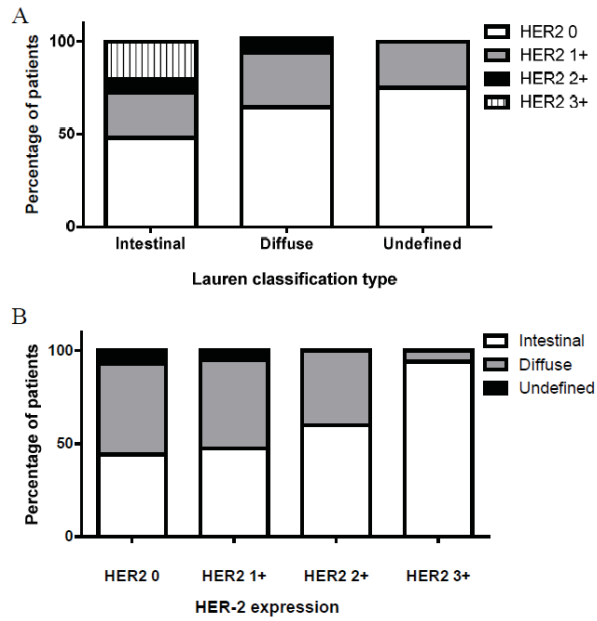 A
Percentage of patients
100
50
0
Intestinal
Diffuse
Undefined
Lauren classification type
HER2 0
HER2 1+
HER2 2+
HER2 3+
B
Percentage of patients
100
50
0
HER2 0
HER2 1+
HER2 2+
HER2 3+
HER-2 expression
Intestinal
Diffuse
Undefined